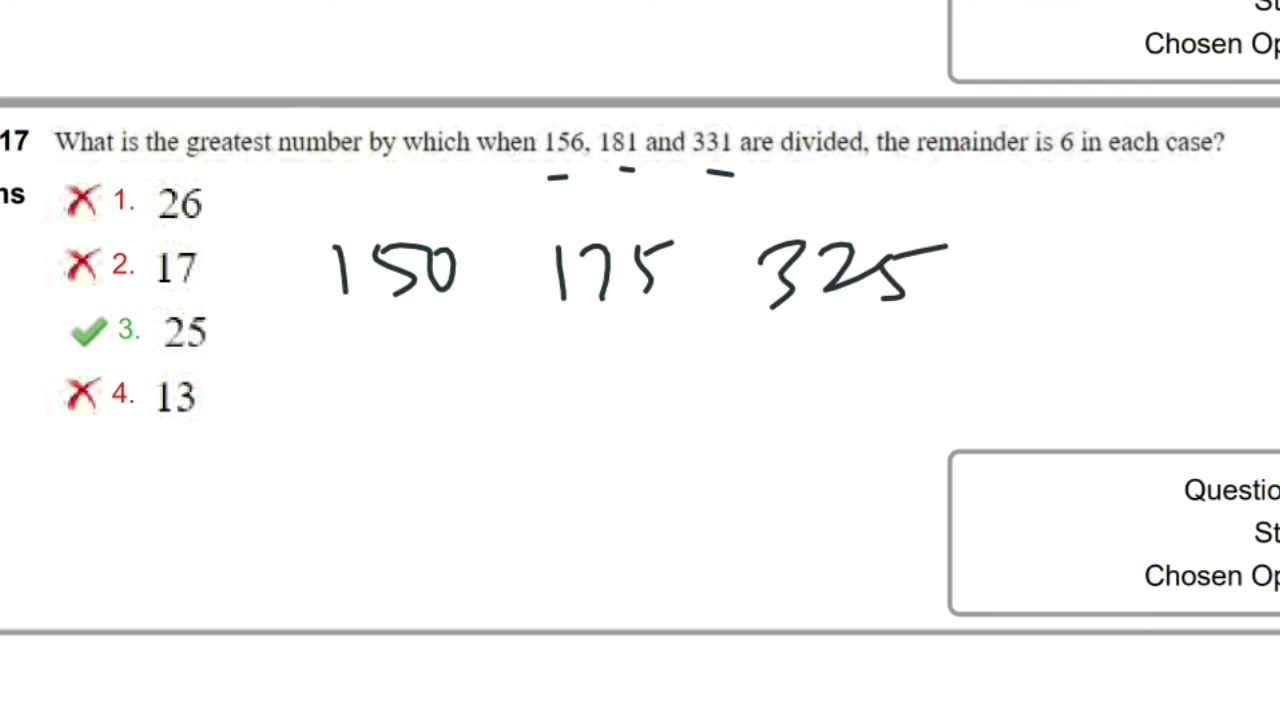 Chosen Op
17 What is the greatest number by which when 156, 181 and 331 are divided, the remainder is 6 in each case?
ns 1. 26
2. 17
150 175 325
3. 25
4. 13
Questio
St
Chosen Op